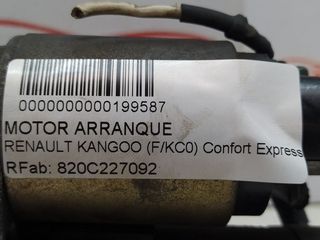 0000000000199587
MOTOR ARRANQUE
RENAULT KANGOO (F/KC0) Confort Express
RFab: 820C227092